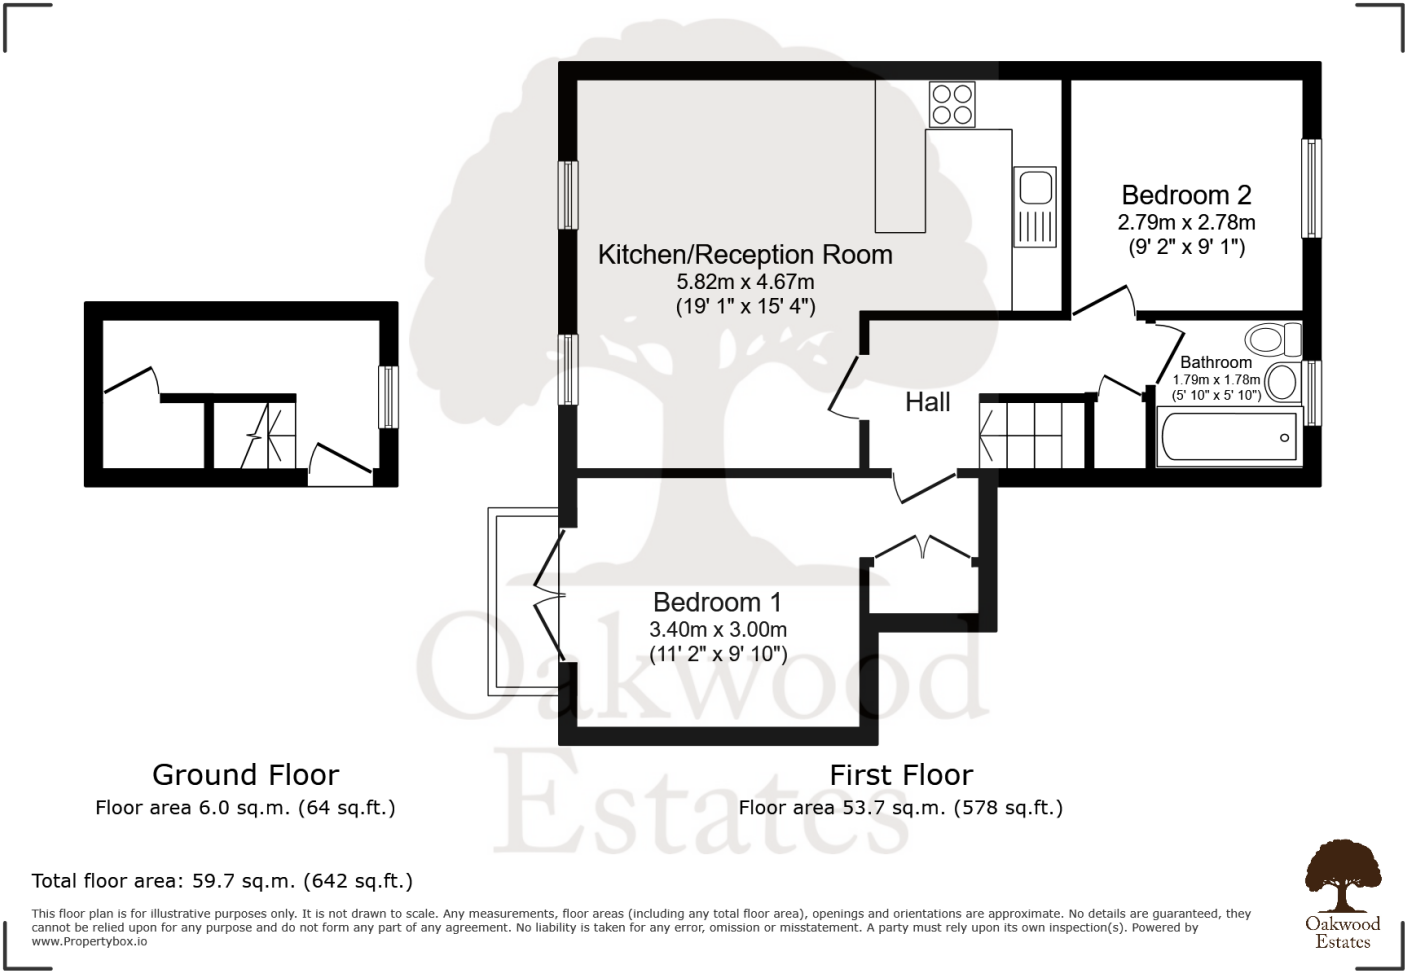 Kitchen/Reception Room
5.82m x 4.67m
(19' 1" x 15' 4")
Bedroom 2
2.79m x 2.78m
(9' 2" x 9' 1")
Bathroom
1.79m x 1.78m
(5' 10" x 5' 10")
Hall
Bedroom 1
3.40m x 3.00m
(11' 2" x 9' 10")
Oakwood
Estates
Ground Floor
Floor area 6.0 sq.m. (64 sq.ft.)
First Floor
Floor area 53.7 sq.m. (578 sq.ft.)
Total floor area: 59.7 sq.m. (642 sq.ft.)
This floor plan is for illustrative purposes only. It is not drawn to scale. Any measurements, floor areas (including any total floor area), openings and orientations are approximate. No details are guaranteed, they
cannot be relied upon for any purpose and do not form any part of any agreement. No liability is taken for any error, omission or misstatement. A party must rely upon its own inspection(s). Powered by
www.Propertybox.io
Oakwood
Estates